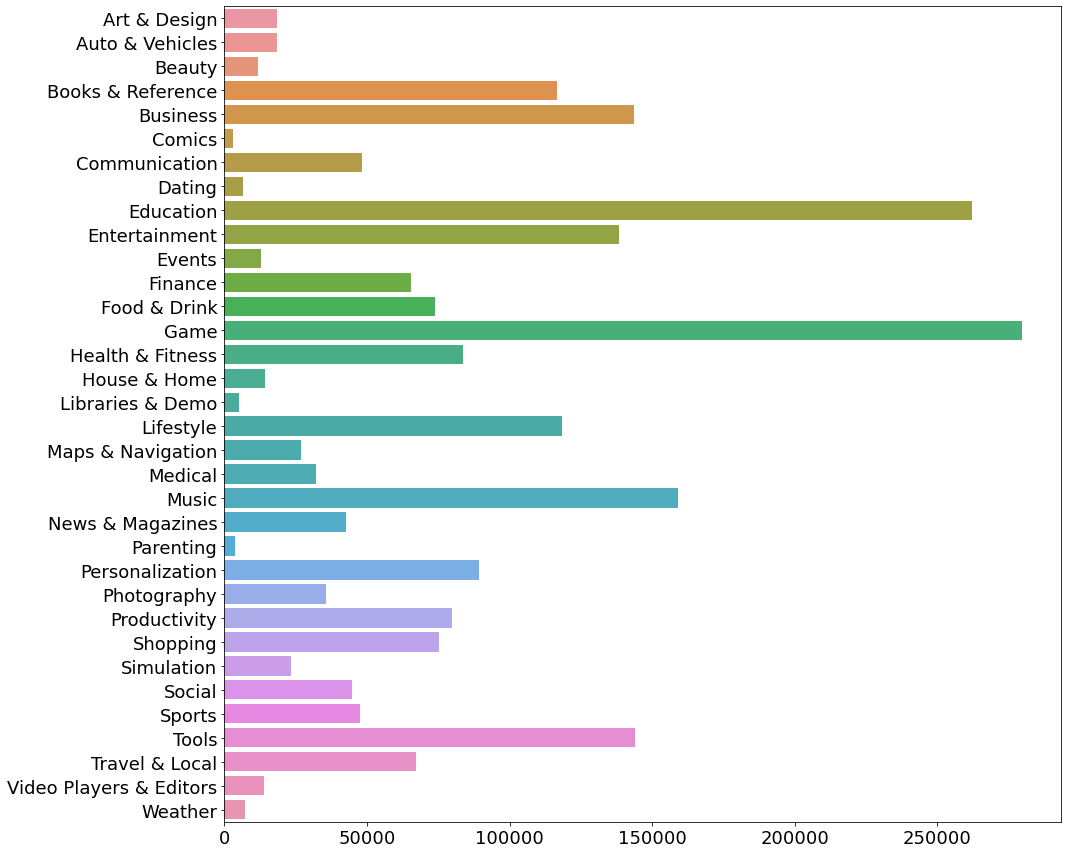 Art & Design
Auto & Vehicles
Beauty
Books & Reference
Business
Comics
Communication
Dating
Education
Entertainment
Events
Finance
Food & Drink
Game
Health & Fitness
House & Home
Libraries & Demo
Lifestyle
Maps & Navigation
Medical
Music
News & Magazines
Parenting
Personalization
Photography
Productivity
Shopping
Simulation
Social
Sports
Tools
Travel & Local
Video Players & Editors
Weather
0 50000 100000 150000 200000 250000